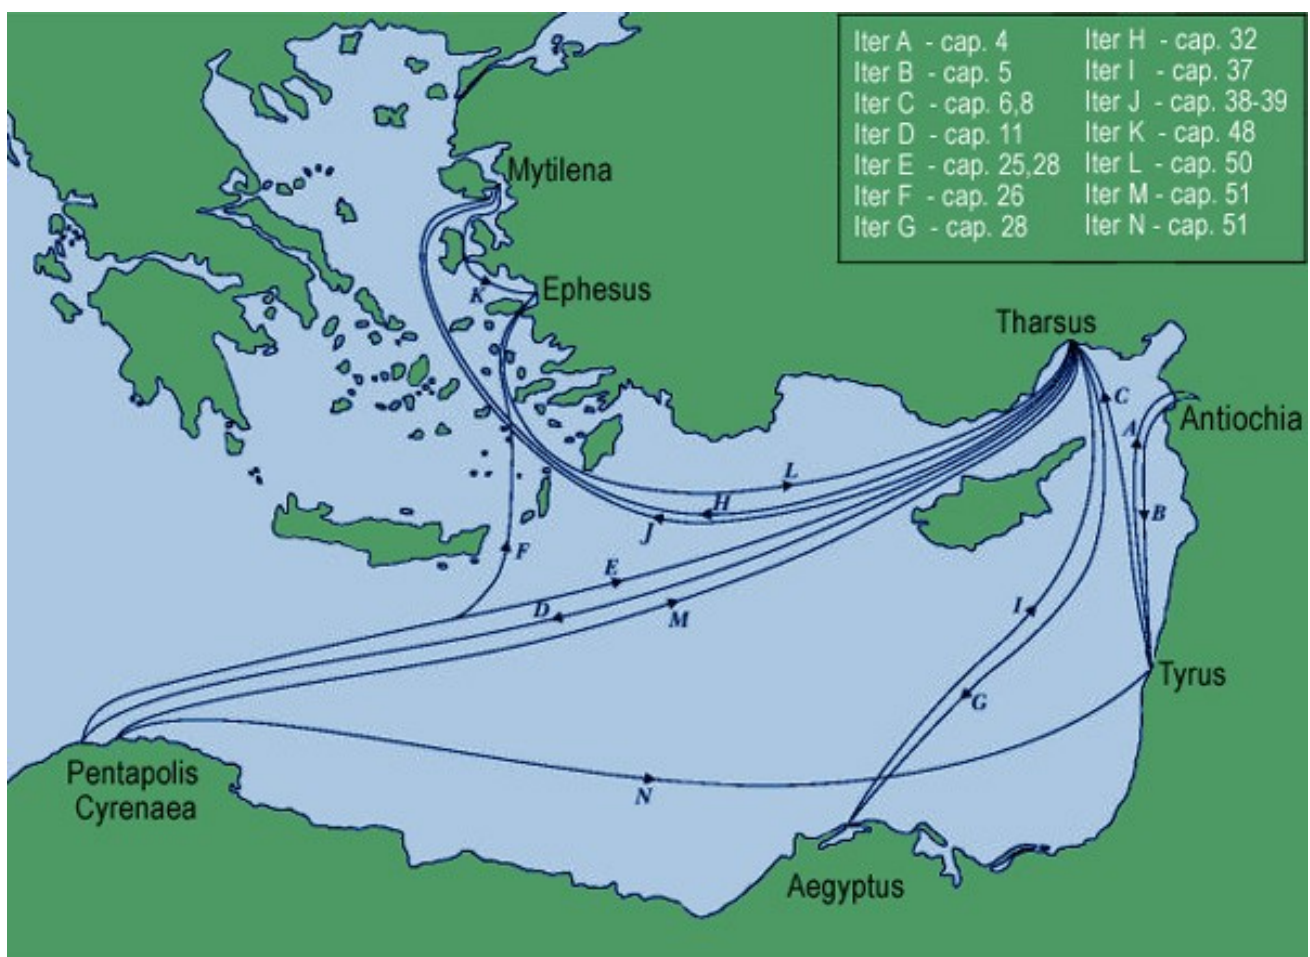 Iter A - cap. 4
Iter B - cap. 5
Iter C - cap. 6,8
Iter D - cap. 11
Iter E - cap. 25,28
Iter F - cap. 26
Iter G - cap. 28
Iter H - cap. 32
Iter I - cap. 37
Iter J - cap. 38-39
Iter K - cap. 48
Iter L - cap. 50
Iter M - cap. 51
Iter N - cap. 51
Mytilena
K
Ephesus
Tharsus
C
Antiochia
A
L
H
B
J
F
E
D
M
I
Tyrus
G
Pentapolis
Cyrenaea
N
Aegyptus